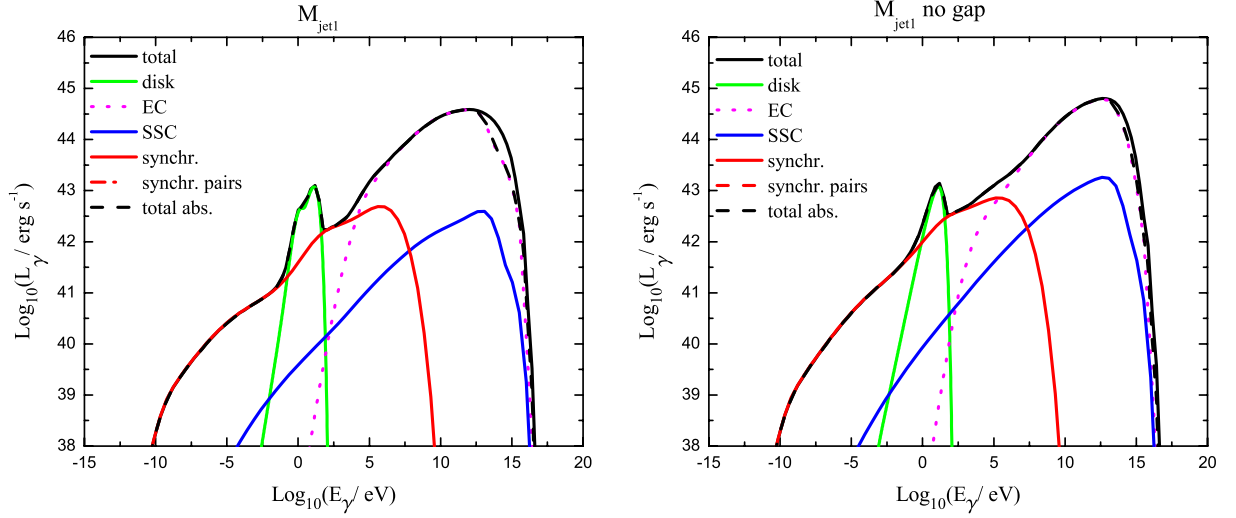 M_jet1
46
45
44
43
42
41
40
39
38
total
disk
EC
SSC
synchr.
synchr. pairs
total abs.
-15
-10
-5
0
5
10
15
20
Log10(Lγ/ erg s-1)
Log10(Eγ/ eV)
M_jet1 no gap
46
45
44
43
42
41
40
39
38
total
disk
EC
SSC
synchr.
synchr. pairs
total abs.
-15
-10
-5
0
5
10
15
20
Log10(Lγ/ erg s-1)
Log10(Eγ/ eV)